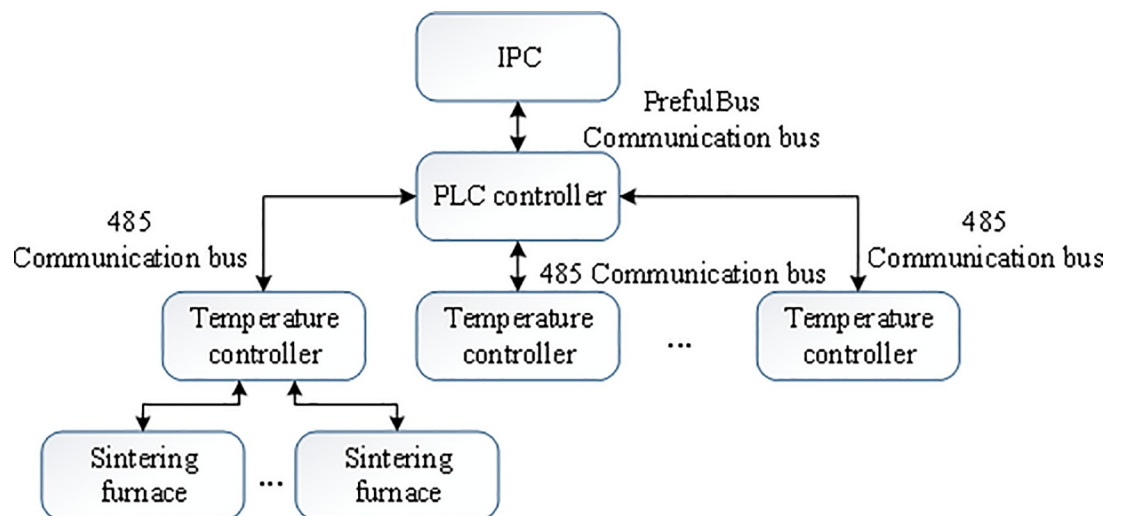 IPC
PrefulBus
Communication bus
PLC controller
485
Communication bus
485
Communication bus
485 Communication bus
Temperature
controller
Temperature
controller
...
Temperature
controller
Sintering
furnace
...
Sintering
furnace